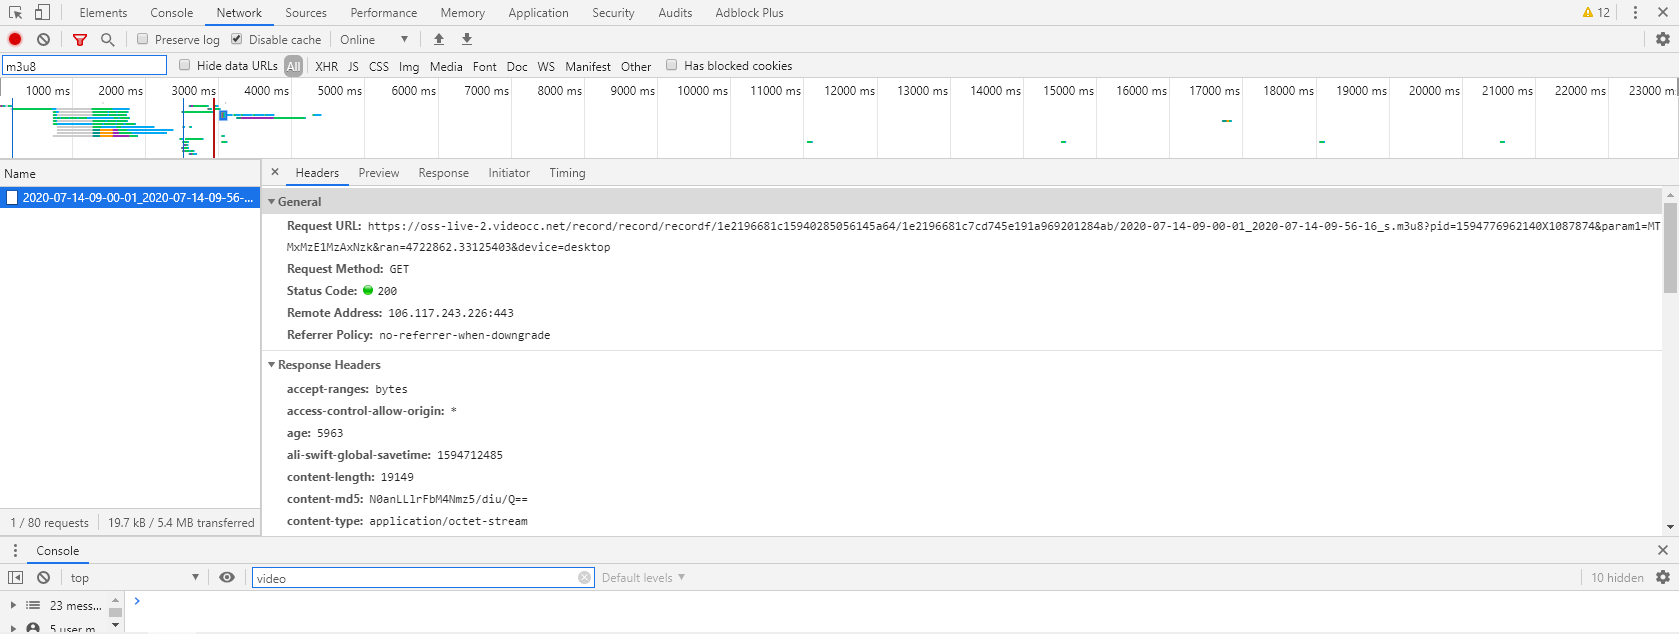 Elements Console Network Sources Performance Memory Application Security Audits Adblock Plus 12
Preserve log Disable cache Online
m3u8 Hide data URLs All XHR JS CSS Img Media Font Doc WS Manifest Other Has blocked cookies
1000 ms 2000 ms 3000 ms 4000 ms 5000 ms 6000 ms 7000 ms 8000 ms 9000 ms 10000 ms 11000 ms 12000 ms 13000 ms 14000 ms 15000 ms 16000 ms 17000 ms 18000 ms 19000 ms 20000 ms 21000 ms 22000 ms 23000 m
Name
2020-07-14-09-00-01_2020-07-14-09-56-...
1 / 80 requests 19.7 kB / 5.4 MB transferred
Headers Preview Response Initiator Timing
General
Request URL: https://oss-live-2.videocc.net/record/record/recordf/1e2196681c15940285056145a64/1e2196681c7cd745e191a969201284ab/2020-07-14-09-00-01_2020-07-14-09-56-16_s.m3u8?pid=1594776962140X1087874&param1=MT
MxMzE1MzAxNzk&ran=4722862.33125403&device=desktop
Request Method: GET
Status Code: 200
Remote Address: 106.117.243.226:443
Referrer Policy: no-referrer-when-downgrade
Response Headers
accept-ranges: bytes
access-control-allow-origin: *
age: 5963
ali-swift-global-savetime: 1594712485
content-length: 19149
content-md5: N0anLLlrFbM4Nmz5/diu/Q==
content-type: application/octet-stream
Console
top video Default levels 10 hidden
23 mess...
5 user m